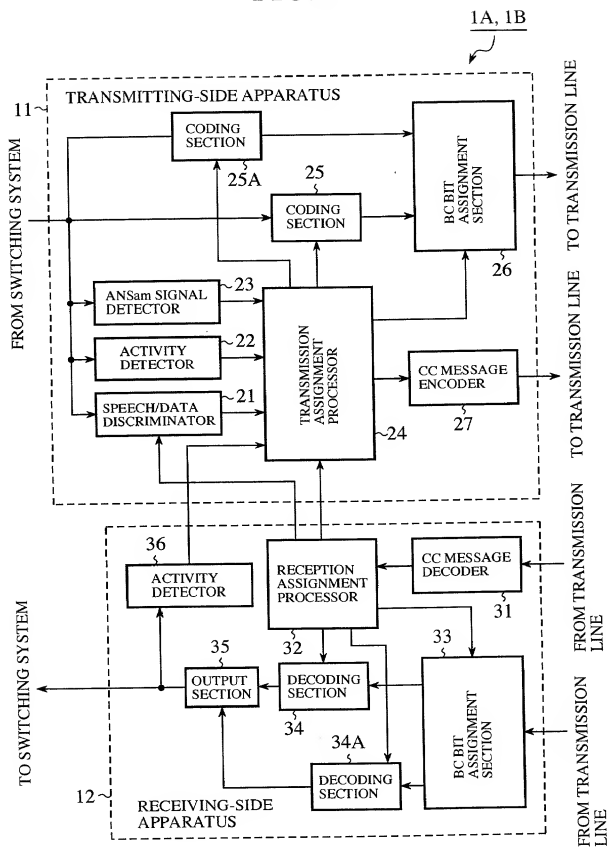 1A, 1B
11
TRANSMITTING-SIDE APPARATUS
CODING
SECTION
25A
25
CODING
SECTION
BC BIT
ASSIGNMENT
SECTION
26
TO TRANSMISSION LINE
FROM SWITCHING SYSTEM
23
ANSam SIGNAL
DETECTOR
22
ACTIVITY
DETECTOR
21
SPEECH/DATA
DISCRIMINATOR
TRANSMISSION
ASSIGNMENT
PROCESSOR
24
CC MESSAGE
ENCODER
27
TO TRANSMISSION LINE
36
ACTIVITY
DETECTOR
RECEPTION
ASSIGNMENT
PROCESSOR
32
CC MESSAGE
DECODER
31
FROM TRANSMISSION
LINE
TO SWITCHING SYSTEM
35
OUTPUT
SECTION
DECODING
SECTION
34
33
BC BIT
ASSIGNMENT
SECTION
34A
DECODING
SECTION
FROM TRANSMISSION
LINE
12
RECEIVING-SIDE
APPARATUS